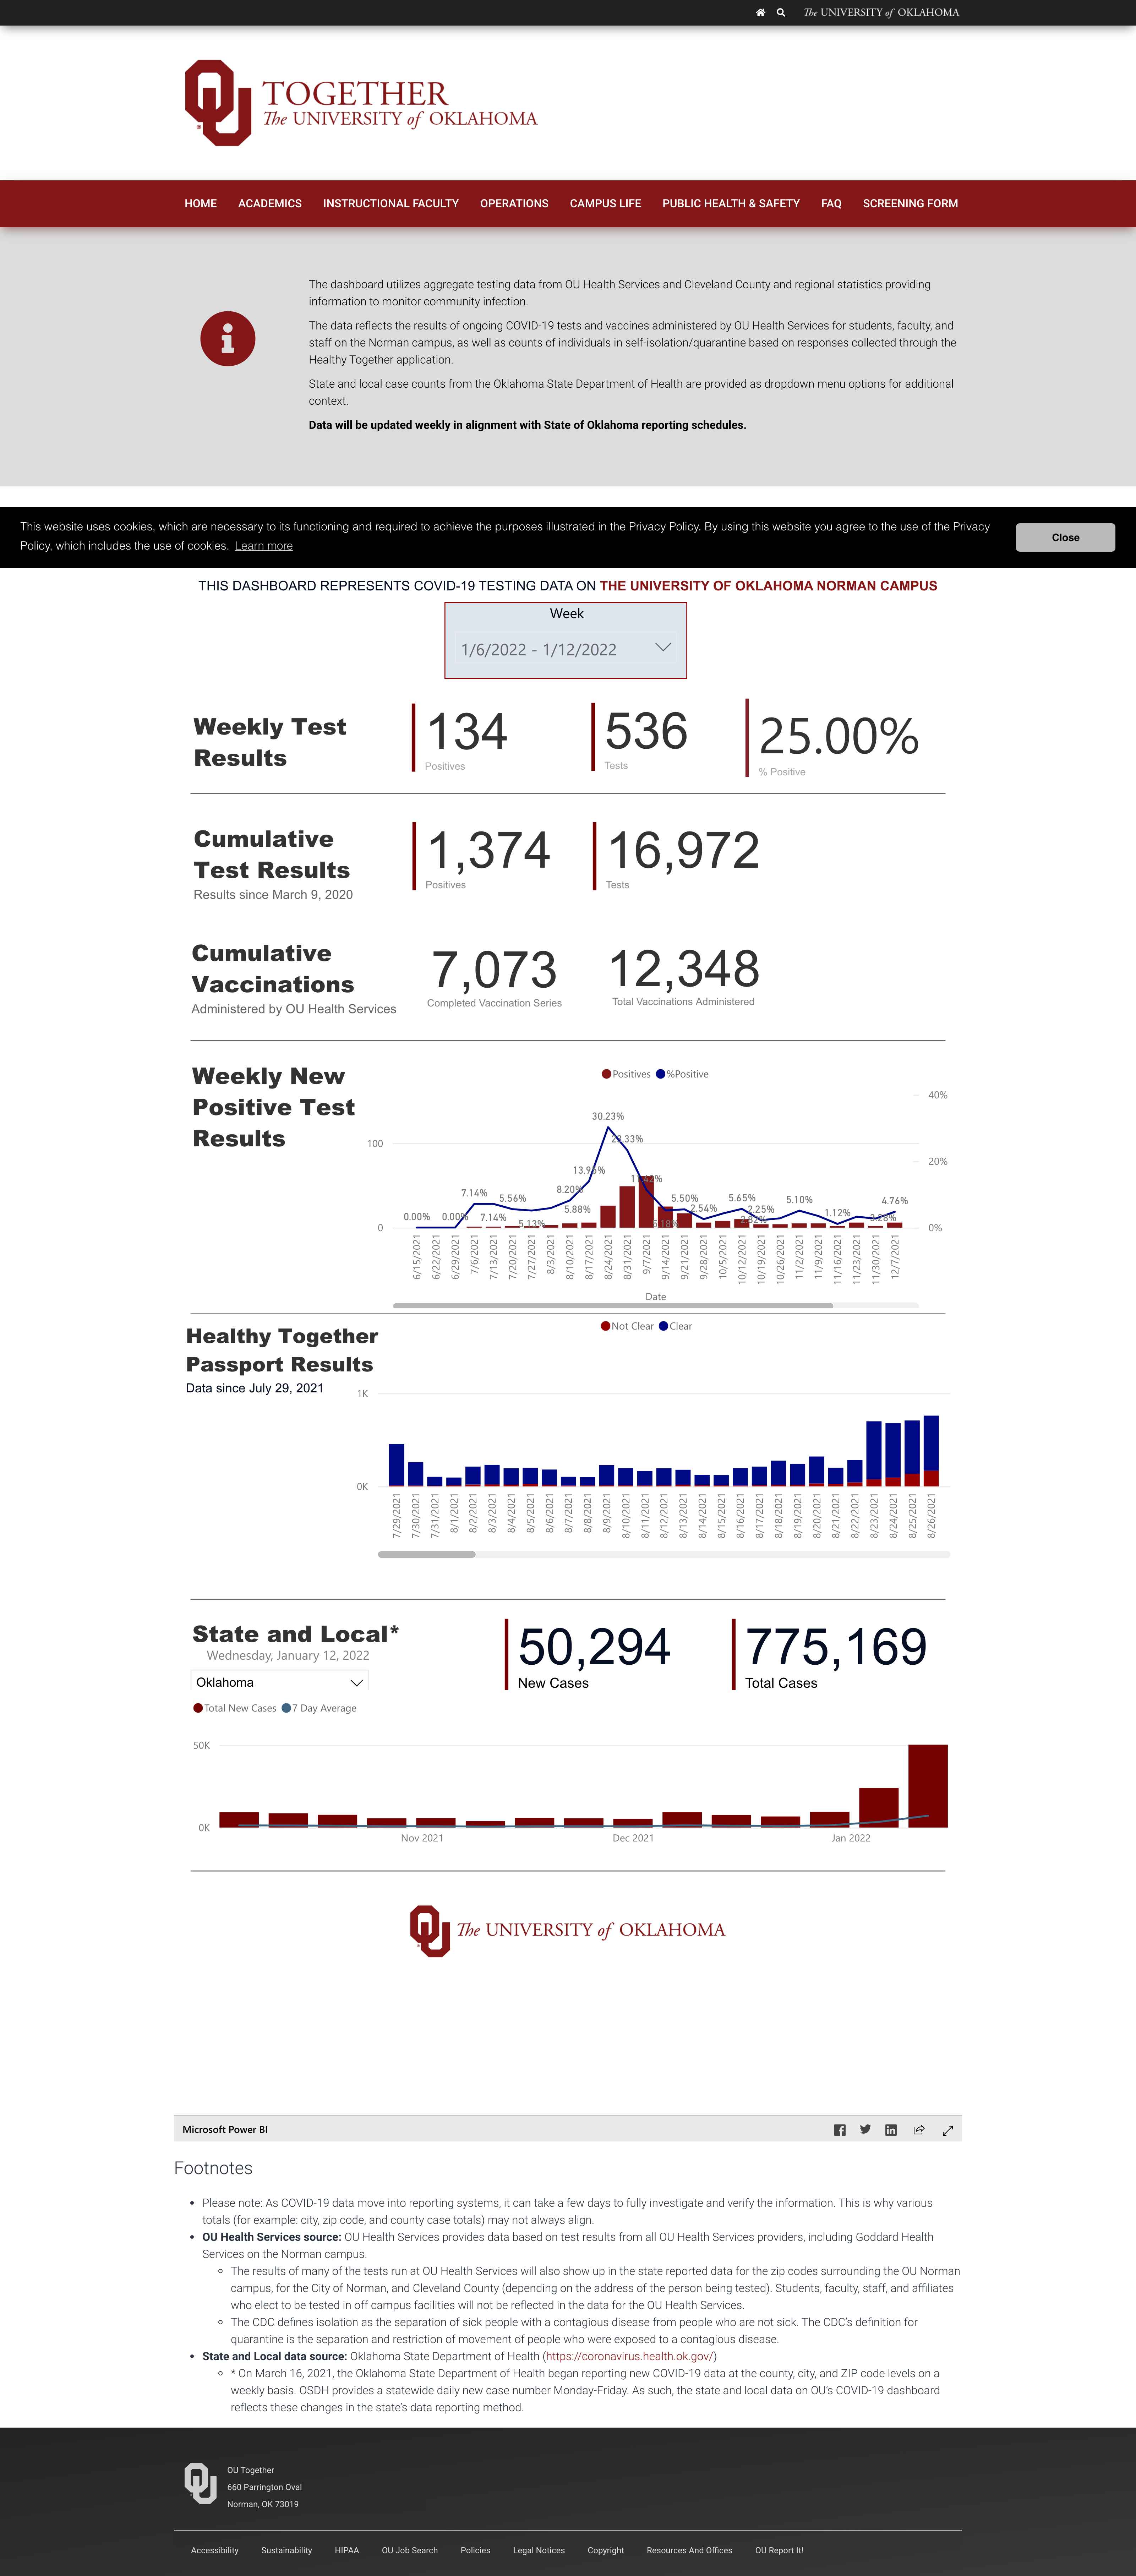 The UNIVERSITY of OKLAHOMA
OU TOGETHER
The UNIVERSITY of OKLAHOMA
HOME ACADEMICS INSTRUCTIONAL FACULTY OPERATIONS CAMPUS LIFE PUBLIC HEALTH & SAFETY FAQ SCREENING FORM
The dashboard utilizes aggregate testing data from OU Health Services and Cleveland County and regional statistics providing
information to monitor community infection.
The data reflects the results of ongoing COVID-19 tests and vaccines administered by OU Health Services for students, faculty, and
staff on the Norman campus, as well as counts of individuals in self-isolation/quarantine based on responses collected through the
Healthy Together application.
State and local case counts from the Oklahoma State Department of Health are provided as dropdown menu options for additional
context.
Data will be updated weekly in alignment with State of Oklahoma reporting schedules.
This website uses cookies, which are necessary to its functioning and required to achieve the purposes illustrated in the Privacy Policy. By using this website you agree to the use of the Privacy
Policy, which includes the use of cookies. Learn more
Close
THIS DASHBOARD REPRESENTS COVID-19 TESTING DATA ON THE UNIVERSITY OF OKLAHOMA NORMAN CAMPUS
Week
1/6/2022 - 1/12/2022
Weekly Test
Results
134
Positives
536
Tests
25.00%
% Positive
Cumulative
Test Results
Results since March 9, 2020
1,374
Positives
16,972
Tests
Cumulative
Vaccinations
Administered by OU Health Services
7,073
Completed Vaccination Series
12,348
Total Vaccinations Administered
Weekly New
Positive Test
Results
Positives %Positive
40%
30.23%
100
20%
13.95%
8.20%
7.14% 5.56% 5.88% 5.50% 2.54% 5.65% 2.25% 5.10% 1.12% 4.76%
0.00% 0.00% 7.14% 5.13%
0 0%
6/15/2021 6/22/2021 6/29/2021 7/6/2021 7/13/2021 7/20/2021 7/27/2021 8/3/2021 8/10/2021 8/17/2021 8/24/2021 8/31/2021 9/7/2021 9/14/2021 9/21/2021 9/28/2021 10/5/2021 10/12/2021 10/19/2021 10/26/2021 11/2/2021 11/9/2021 11/16/2021 11/23/2021 11/30/2021 12/7/2021
Date
Healthy Together
Passport Results
Data since July 29, 2021
Not Clear Clear
1K
0K
7/29/2021 7/30/2021 7/31/2021 8/1/2021 8/2/2021 8/3/2021 8/4/2021 8/5/2021 8/6/2021 8/7/2021 8/8/2021 8/9/2021 8/10/2021 8/11/2021 8/12/2021 8/13/2021 8/14/2021 8/15/2021 8/16/2021 8/17/2021 8/18/2021 8/19/2021 8/20/2021 8/21/2021 8/22/2021 8/23/2021 8/24/2021 8/25/2021 8/26/2021
State and Local*
Wednesday, January 12, 2022
Oklahoma
50,294
New Cases
775,169
Total Cases
Total New Cases 7 Day Average
50K
0K
Nov 2021 Dec 2021 Jan 2022
OU The UNIVERSITY of OKLAHOMA
Microsoft Power BI
Footnotes
• Please note: As COVID-19 data move into reporting systems, it can take a few days to fully investigate and verify the information. This is why various
totals (for example: city, zip code, and county case totals) may not always align.
• OU Health Services source: OU Health Services provides data based on test results from all OU Health Services providers, including Goddard Health
Services on the Norman campus.
The results of many of the tests run at OU Health Services will also show up in the state reported data for the zip codes surrounding the OU Norman
campus, for the City of Norman, and Cleveland County (depending on the address of the person being tested). Students, faculty, staff, and affiliates
who elect to be tested in off campus facilities will not be reflected in the data for the OU Health Services.
The CDC defines isolation as the separation of sick people with a contagious disease from people who are not sick. The CDC's definition for
quarantine is the separation and restriction of movement of people who were exposed to a contagious disease.
• State and Local data source: Oklahoma State Department of Health (https://coronavirus.health.ok.gov/)
* On March 16, 2021, the Oklahoma State Department of Health began reporting new COVID-19 data at the county, city, and ZIP code levels on a
weekly basis. OSDH provides a statewide daily new case number Monday-Friday. As such, the state and local data on OU's COVID-19 dashboard
reflects these changes in the state's data reporting method.
OU
OU Together
660 Parrington Oval
Norman, OK 73019
Accessibility Sustainability HIPAA OU Job Search Policies Legal Notices Copyright Resources And Offices OU Report It!